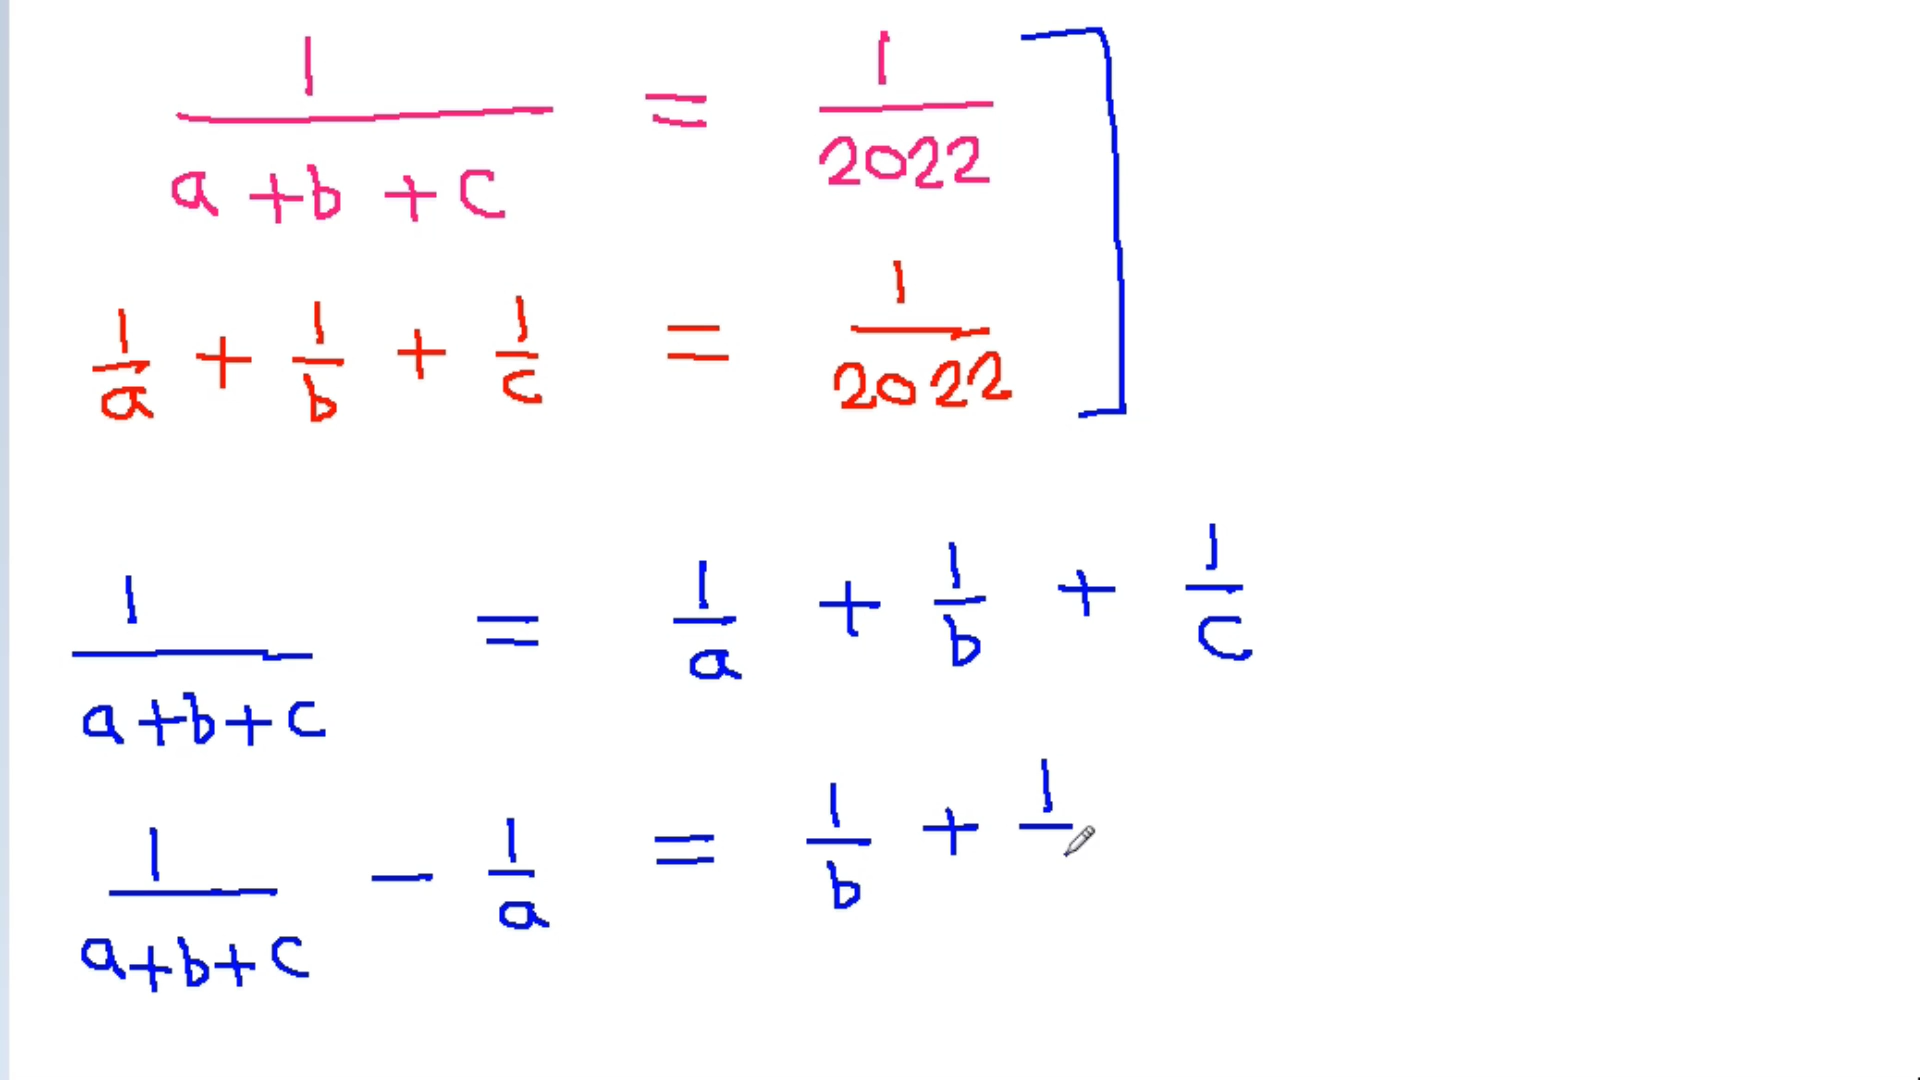 1/(a+b+c) = 1/2022
1/a + 1/b + 1/c = 1/2022
1/(a+b+c) = 1/a + 1/b + 1/c
1/(a+b+c) - 1/a = 1/b + 1/